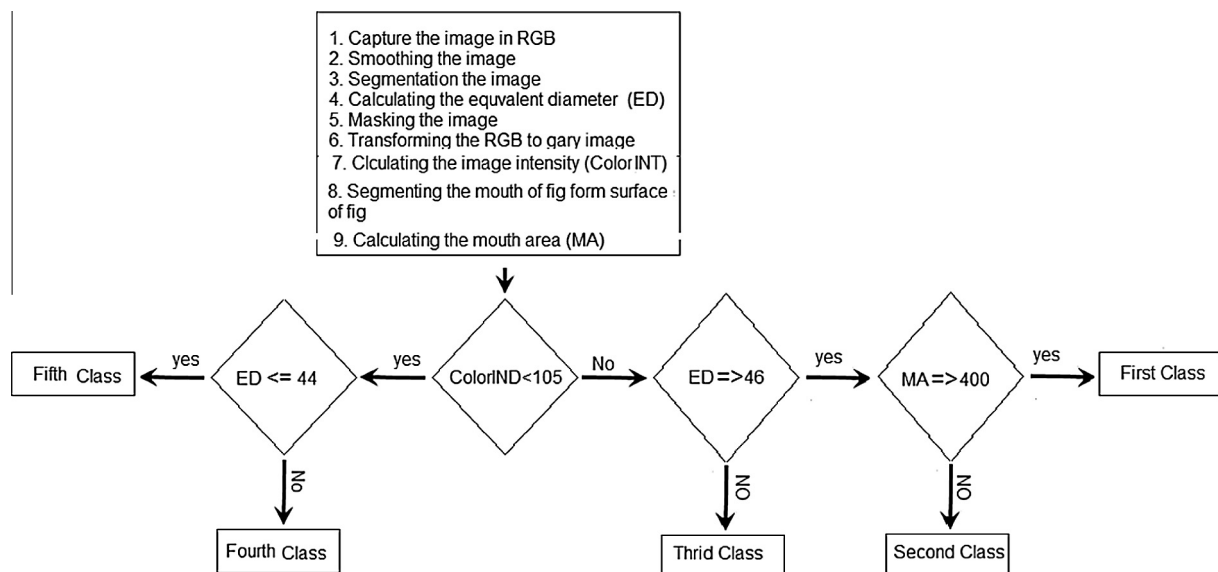 1. Capture the image in RGB
2. Smoothing the image
3. Segmentation the image
4. Calculating the equvalent diameter (ED)
5. Masking the image
6. Transforming the RGB to gary image
7. Clculating the image intensity (ColorINT)
8. Segmenting the mouth of fig form surface
of fig
9. Calculating the mouth area (MA)
Fifth Class
yes
ED <= 44
yes
ColorIND<105
No
ED=>46
yes
MA=>400
yes
First Class
No
NO
NO
Fourth Class
Thrid Class
Second Class